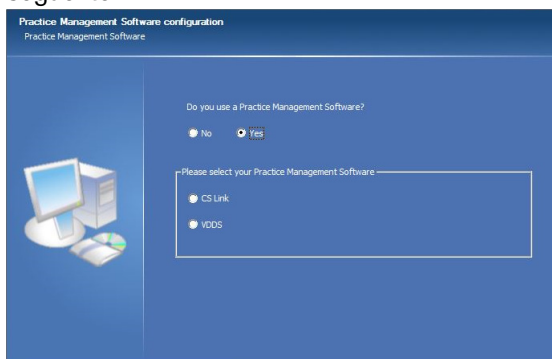 Practice Management Software configuration
Practice Management Software
Do you use a Practice Management Software?
No Yes
Please select your Practice Management Software
CS Link
VDDS